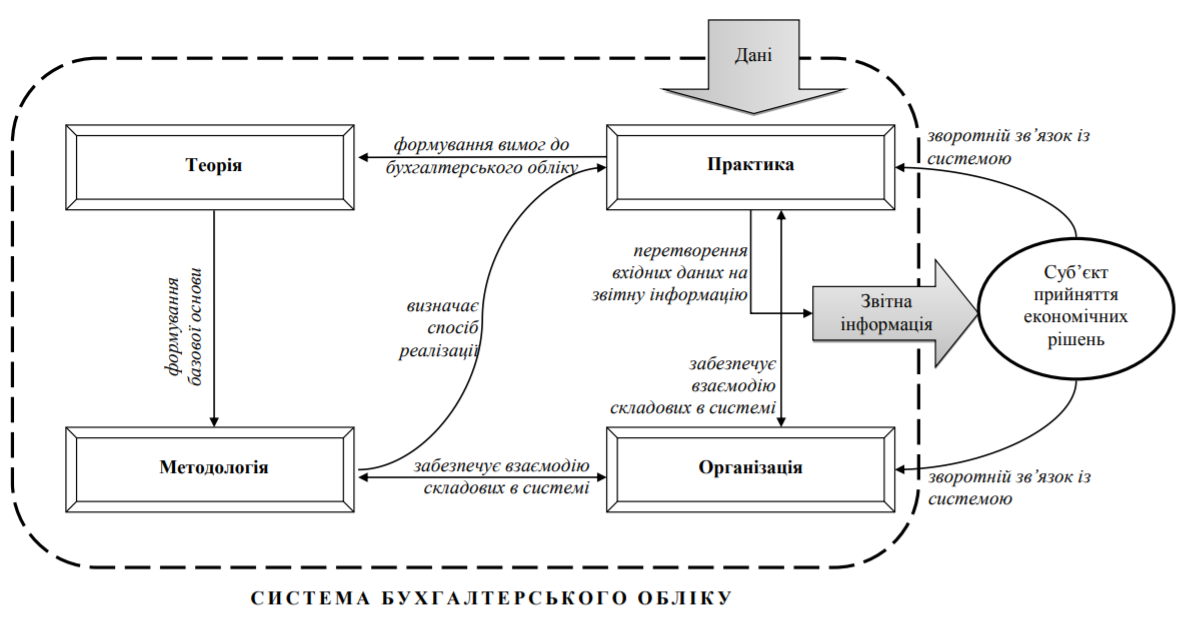 Дані
зворотній зв’язок із
системою
формування вимог до
бухгалтерського обліку
Теорія
Практика
перетворення
вхідних даних на
звітну інформацію
формування
базової основи
визначає
спосіб
реалізації
Звітна
інформація
Суб’єкт
прийняття
економічних
рішень
забезпечує
взаємодію
складових в системі
Методологія
забезпечує взаємодію
складових в системі
Організація
зворотній зв’язок із
системою
СИСТЕМА БУХГАЛТЕРСЬКОГО ОБЛІКУ